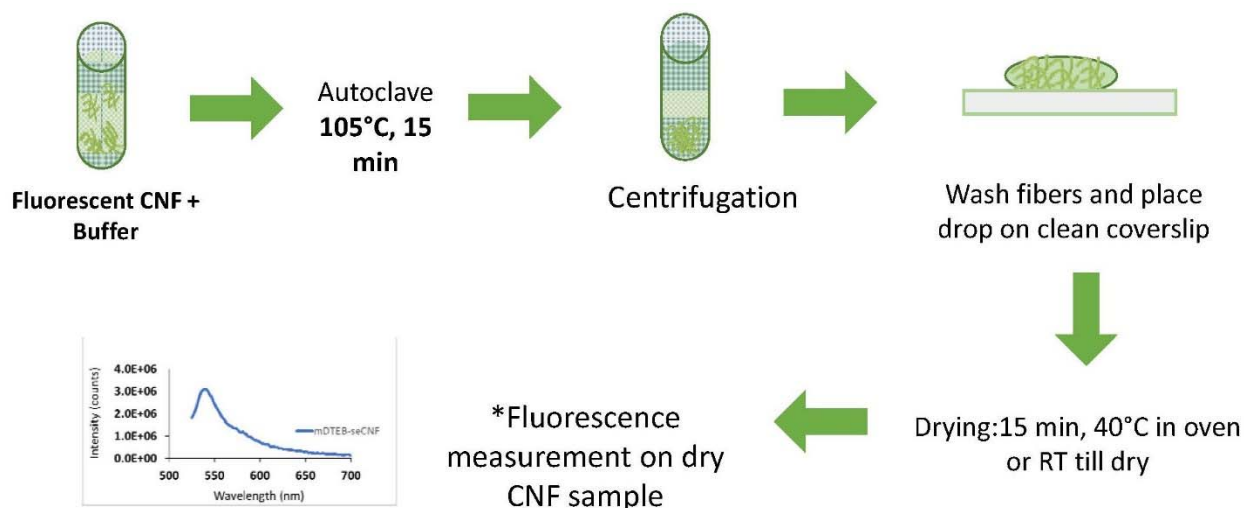 Fluorescent CNF +
Buffer
Autoclave
105°C, 15
min
Centrifugation
Wash fibers and place
drop on clean coverslip
Drying:15 min, 40°C in oven
or RT till dry
*Fluorescence
measurement on dry
CNF sample
Intensity (counts)
4.0E+06
3.0E+06
2.0E+06
1.0E+06
0.0E+00
mDTEB-seCNF
500 550 600 650 700
Wavelength (nm)